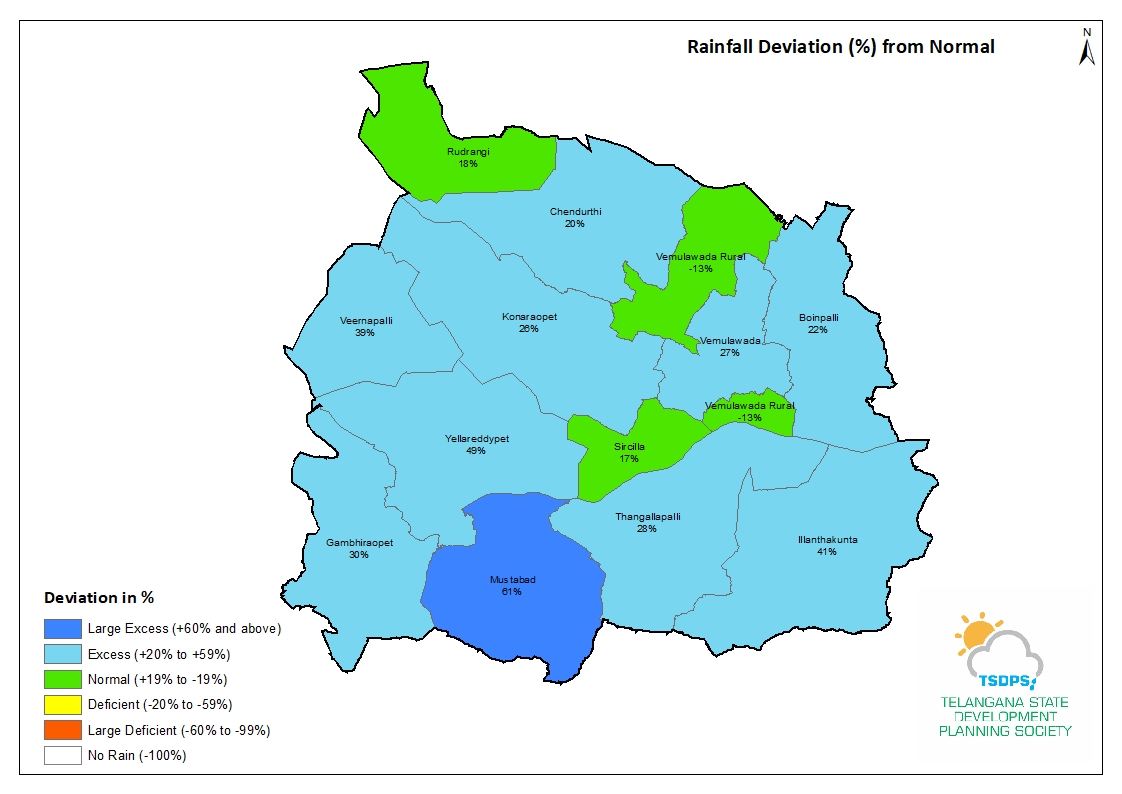 Rainfall Deviation (%) from Normal
N
Rudrangi
18%
Chendurthi
20%
Vemulawada Rural
-13%
Veernapalli
39%
Konaraopet
26%
Boinpalli
22%
Vemulawada
27%
Vemulawada Rural
-13%
Yellareddypet
49%
Sircilla
17%
Thangallapalli
28%
Gambhiraopet
30%
Illanthakunta
41%
Mustabad
61%
Deviation in %
Large Excess (+60% and above)
Excess (+20% to +59%)
Normal (+19% to -19%)
Deficient (-20% to -59%)
Large Deficient (-60% to -99%)
No Rain (-100%)
TSDPS
TELANGANA STATE
DEVELOPMENT
PLANNING SOCIETY